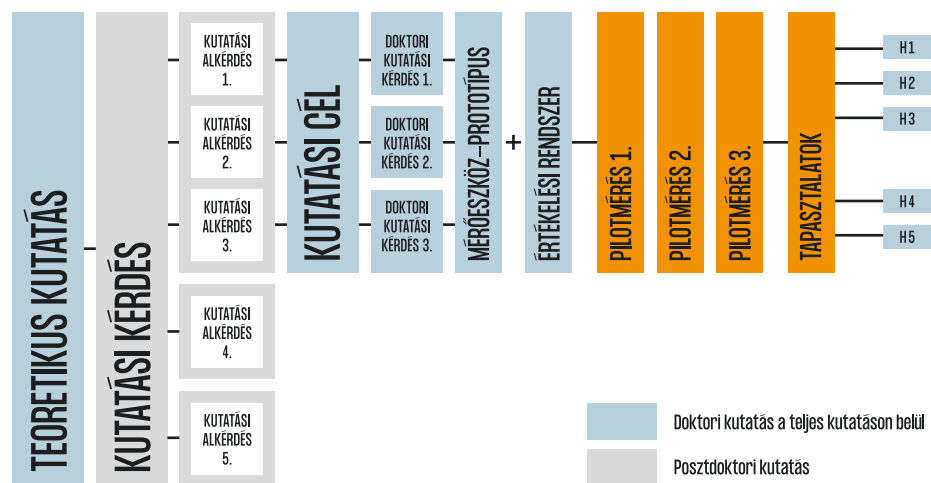 TEORETIKUS KUTATÁS
KUTATÁSI KÉRDÉS
KUTATÁSI
ALKÉRDÉS
1.
KUTATÁSI
ALKÉRDÉS
2.
KUTATÁSI
ALKÉRDÉS
3.
KUTATÁSI
ALKÉRDÉS
4.
KUTATÁSI
ALKÉRDÉS
5.
KUTATÁSI CÉL
DOKTORI
KUTATÁSI
KÉRDÉS 1.
DOKTORI
KUTATÁSI
KÉRDÉS 2.
DOKTORI
KUTATÁSI
KÉRDÉS 3.
MÉRŐESZKÖZ-PROTOTÍPUS
+
ÉRTÉKELÉSI RENDSZER
PILOTMÉRÉS 1.
PILOTMÉRÉS 2.
PILOTMÉRÉS 3.
TAPASZTALATOK
H1
H2
H3
H4
H5
Doktori kutatás a teljes kutatáson belül
Posztdoktori kutatás